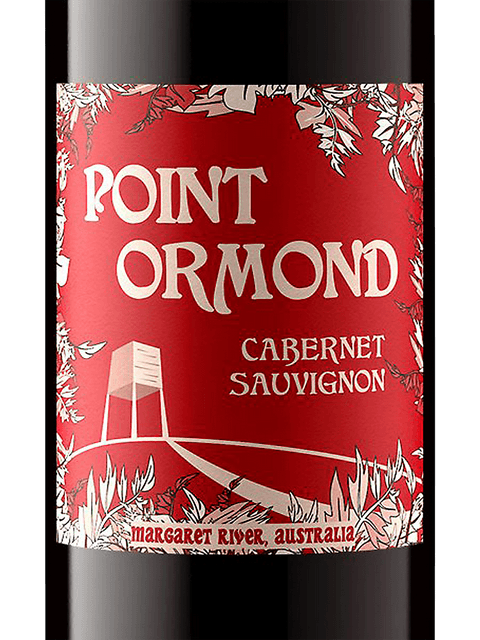 POINT
ORMOND
CABERNET
SAUVIGNON
MARGARET RIVER, AUSTRALIA